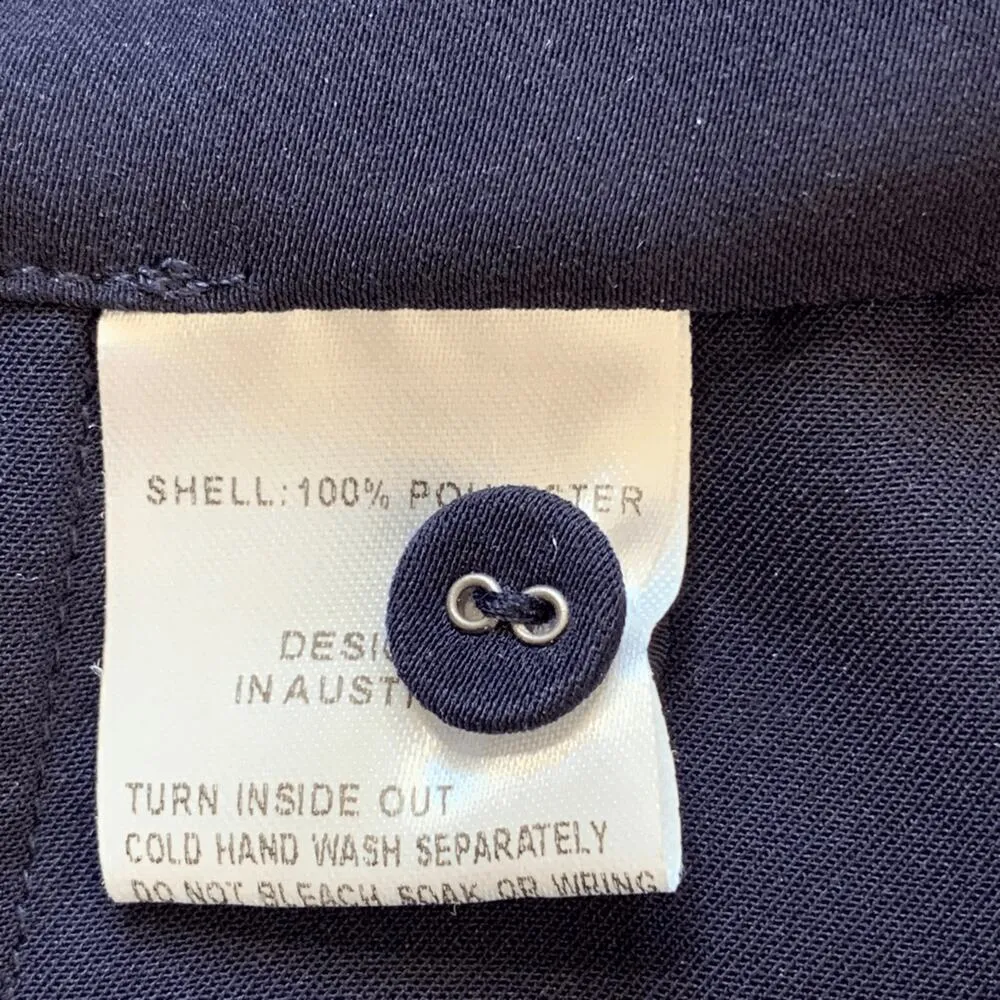 SHELL: 100%
IN
TURN INSIDE OUT
COLD HAND WASH SEPARATELY
DO NOT BLEACH SOAK OR WRING